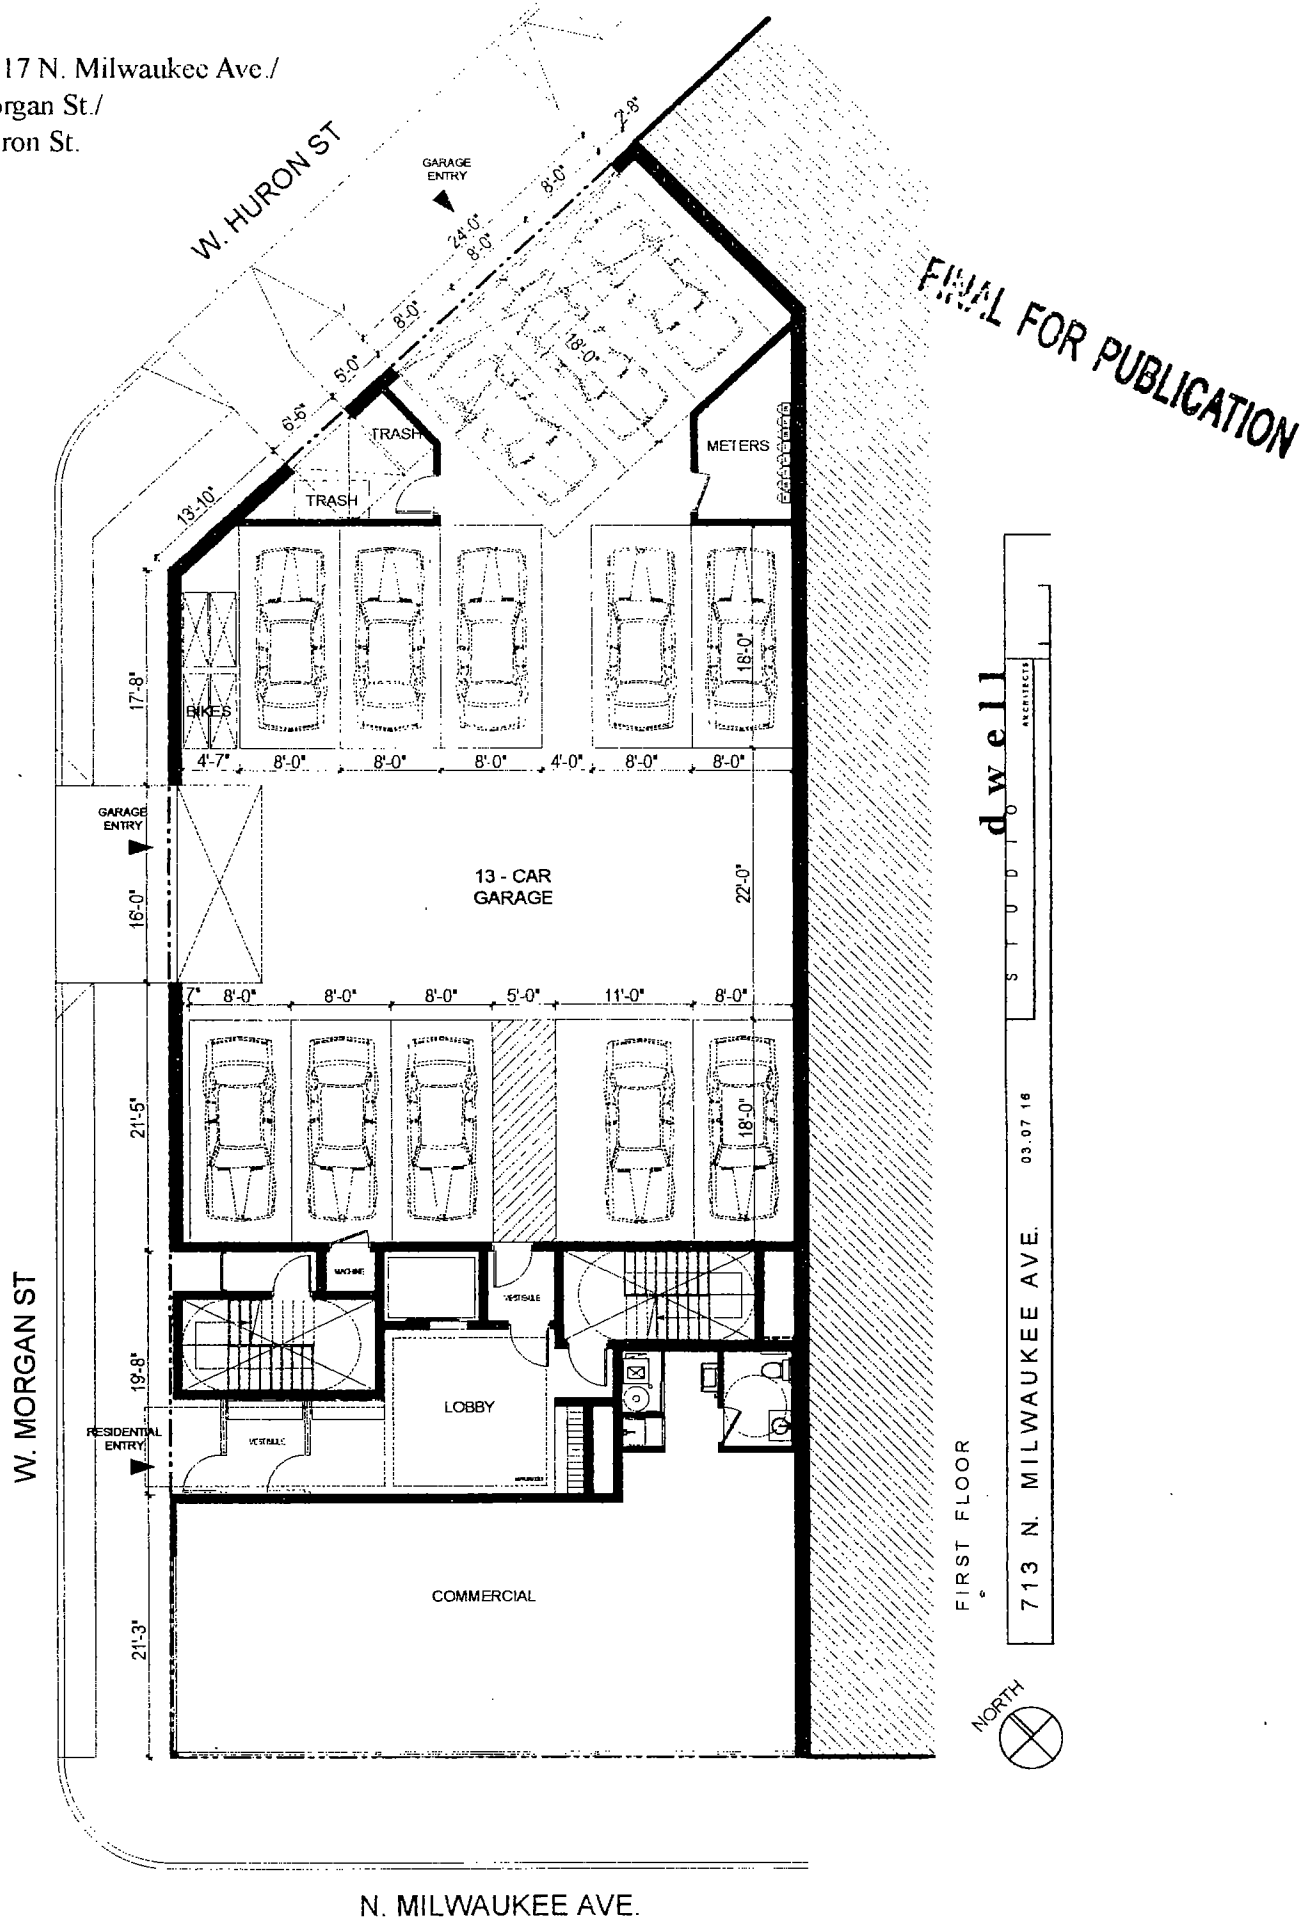 17 N. Milwaukee Ave./
organ St./
ron St.
W. HURON ST
GARAGE
ENTRY
2'-8"
8'-0"
24'-0"
8'-0"
8'-0"
5'-0"
6'-6"
13'-10"
18'-0"
FINAL FOR PUBLICATION
TRASH
TRASH
METERS
17'-8"
BIKES
18'-0"
4'-7" 8'-0" 8'-0" 8'-0" 4'-0" 8'-0" 8'-0"
GARAGE
ENTRY
16'-0"
13 - CAR
GARAGE
22'-0"
7" 8'-0" 8'-0" 8'-0" 5'-0" 11'-0" 8'-0"
21'-5"
18'-0"
MACHINE
VESTIBULE
W. MORGAN ST
19'-8"
LOBBY
RESIDENTIAL
ENTRY
VESTIBULE
COMMERCIAL
21'-3"
N. MILWAUKEE AVE.
STUDIO
dwell
ARCHITECTS
03.07 16
713 N. MILWAUKEE AVE.
FIRST FLOOR
NORTH